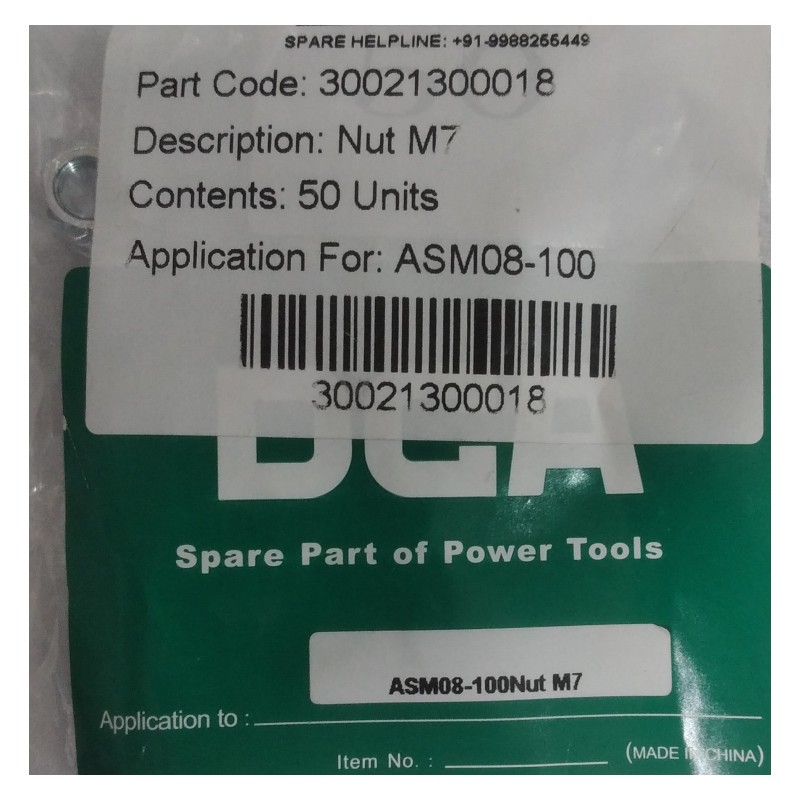 SPARE HELPLINE: +91-9988255449
Part Code: 30021300018
Description: Nut M7
Contents: 50 Units
Application For: ASM08-100
30021300018
DCA
Spare Part of Power Tools
ASM08-100Nut M7
Application to :
Item No. :
(MADE IN CHINA)